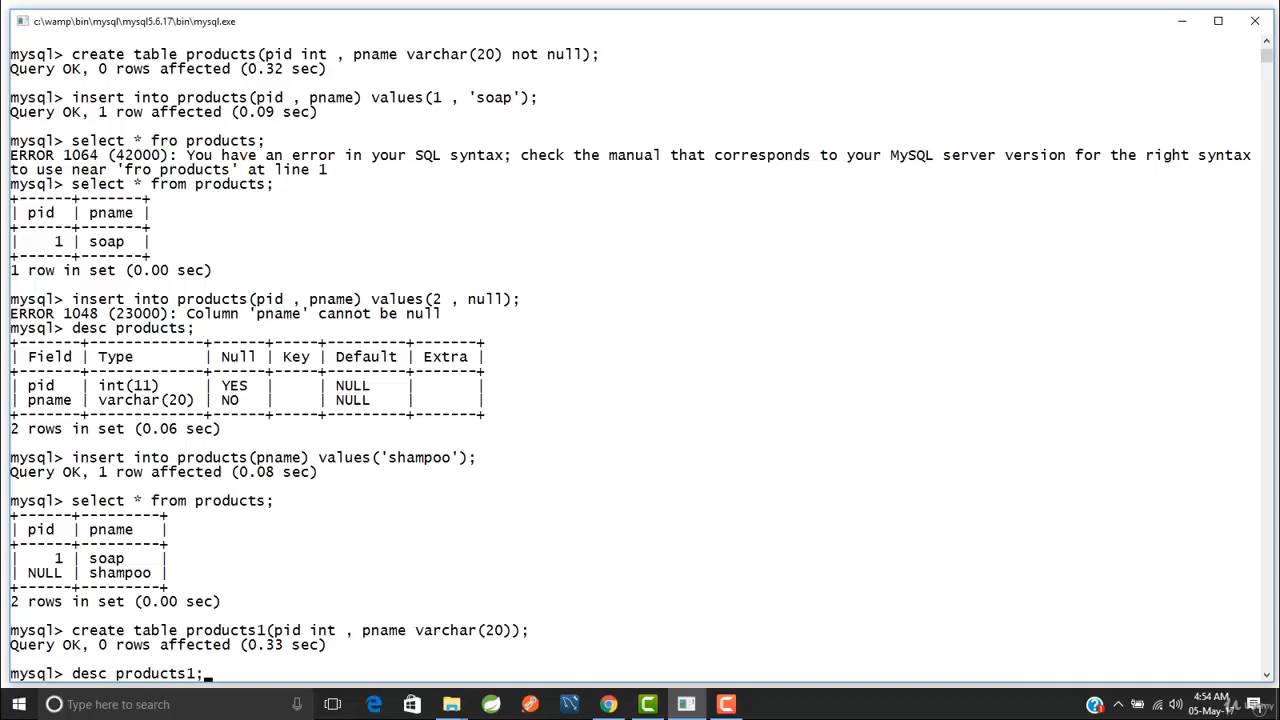 c:\wamp\bin\mysql\mysql5.6.17\bin\mysql.exe
mysql> create table products(pid int , pname varchar(20) not null);
Query OK, 0 rows affected (0.32 sec)
mysql> insert into products(pid , pname) values(1 , 'soap');
Query OK, 1 row affected (0.09 sec)
mysql> select * fro products;
ERROR 1064 (42000): You have an error in your SQL syntax; check the manual that corresponds to your MySQL server version for the right syntax
to use near 'fro products' at line 1
mysql> select * from products;
+------+-------+
| pid | pname |
+------+-------+
| 1 | soap |
+------+-------+
1 row in set (0.00 sec)
mysql> insert into products(pid , pname) values(2 , null);
ERROR 1048 (23000): Column 'pname' cannot be null
mysql> desc products;
+-------+-------------+------+-----+---------+-------+
| Field | Type | Null | Key | Default | Extra |
+-------+-------------+------+-----+---------+-------+
| pid | int(11) | YES | | NULL | |
| pname | varchar(20) | NO | | NULL | |
+-------+-------------+------+-----+---------+-------+
2 rows in set (0.06 sec)
mysql> insert into products(pname) values('shampoo');
Query OK, 1 row affected (0.08 sec)
mysql> select * from products;
+------+---------+
| pid | pname |
+------+---------+
| 1 | soap |
| NULL | shampoo |
+------+---------+
2 rows in set (0.00 sec)
mysql> create table products1(pid int , pname varchar(20));
Query OK, 0 rows affected (0.33 sec)
mysql> desc products1;
Type here to search
4:54 AM
05-May-1